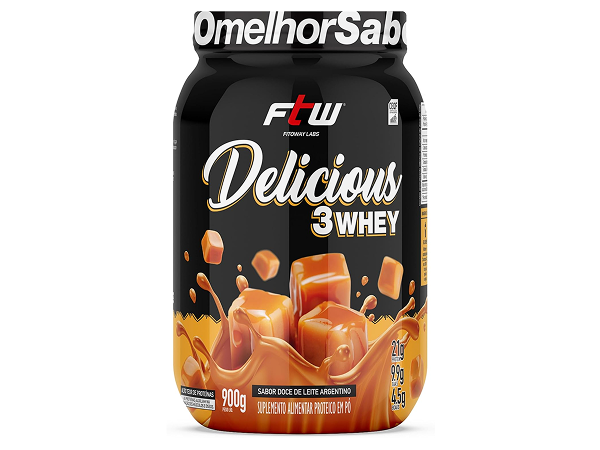 OmelhorSabo
FTW
FITOWAY LABS
Delicious
3WHEY
21g
9,9g
4,5g
900g
SABOR DOCE DE LEITE ARGENTINO
SUPLEMENTO ALIMENTAR PROTEICO EM PÓ